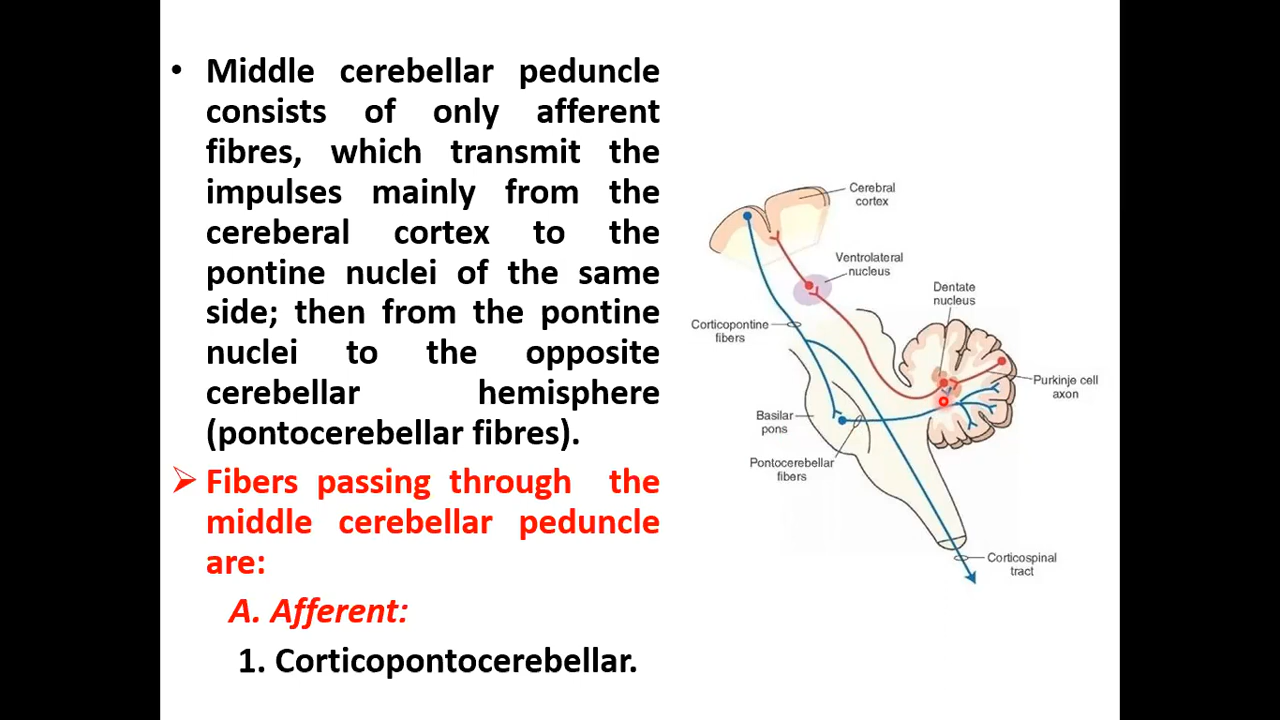 • Middle cerebellar peduncle
consists of only afferent
fibres, which transmit the
impulses mainly from the
cereberal cortex to the
pontine nuclei of the same
side; then from the pontine
nuclei to the opposite
cerebellar hemisphere
(pontocerebellar fibres).
➢ Fibers passing through the
middle cerebellar peduncle
are:
A. Afferent:
1. Corticopontocerebellar.
Cerebral
cortex
Ventrolateral
nucleus
Dentate
nucleus
Corticopontine
fibers
Purkinje cell
axon
Basilar
pons
Pontocerebellar
fibers
Corticospinal
tract